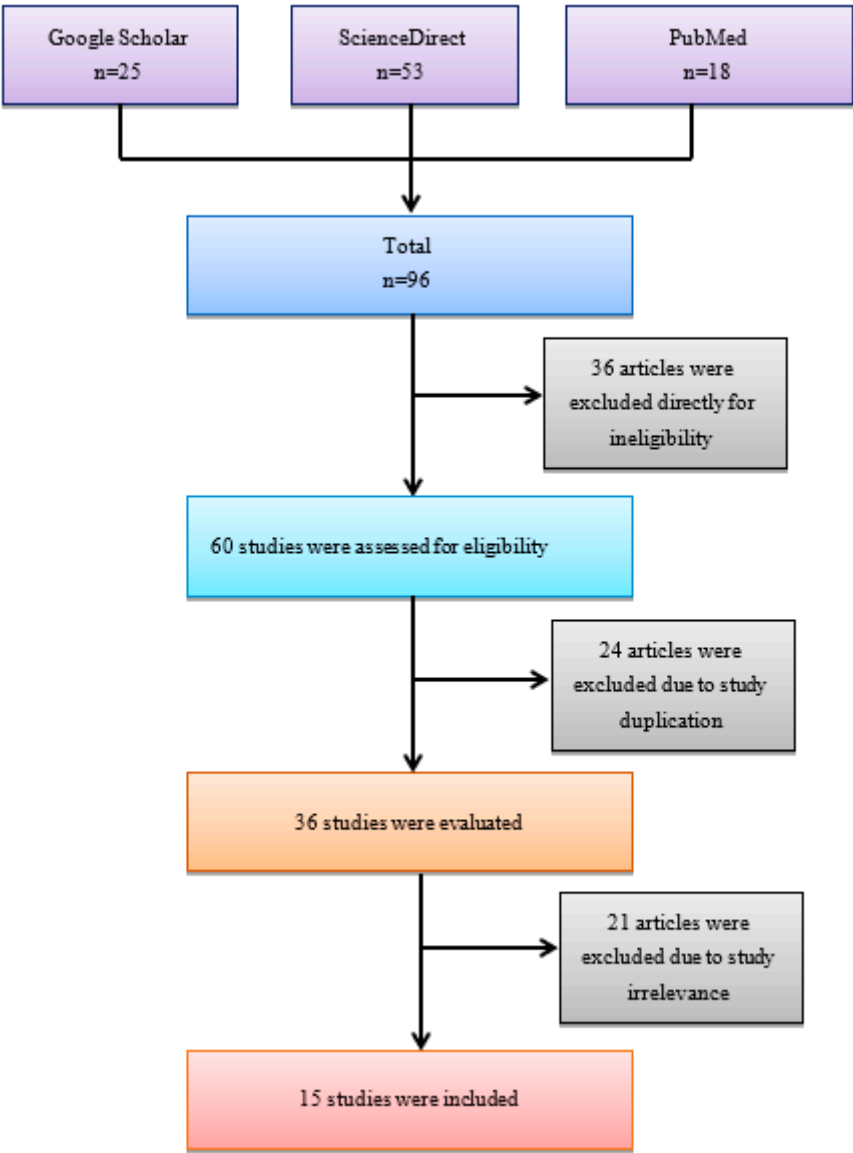 Google Scholar
n=25
ScienceDirect
n=53
PubMed
n=18
Total
n=96
36 articles were
excluded directly for
ineligibility
60 studies were assessed for eligibility
24 articles were
excluded due to study
duplication
36 studies were evaluated
21 articles were
excluded due to study
irrelevance
15 studies were included